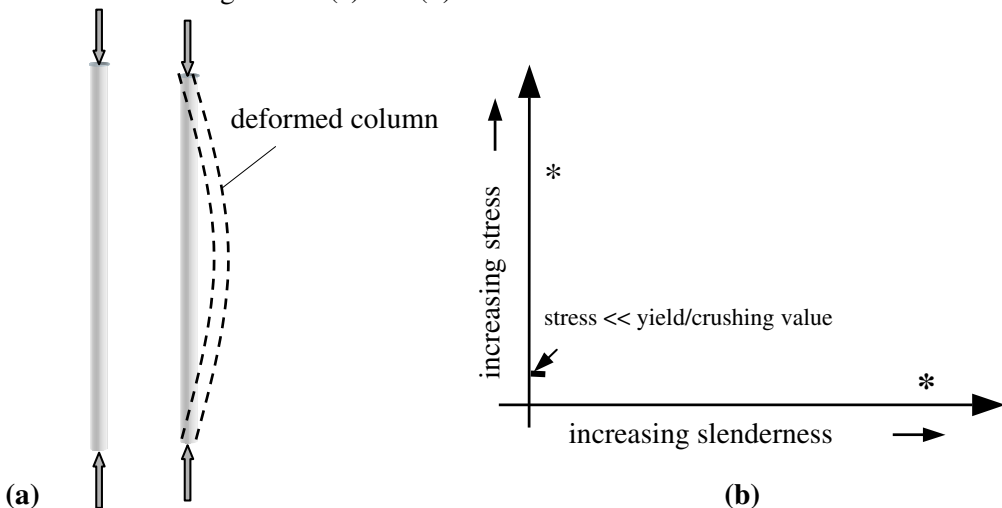 deformed column
increasing stress
*
stress << yield/crushing value
*
increasing slenderness
(a)
(b)